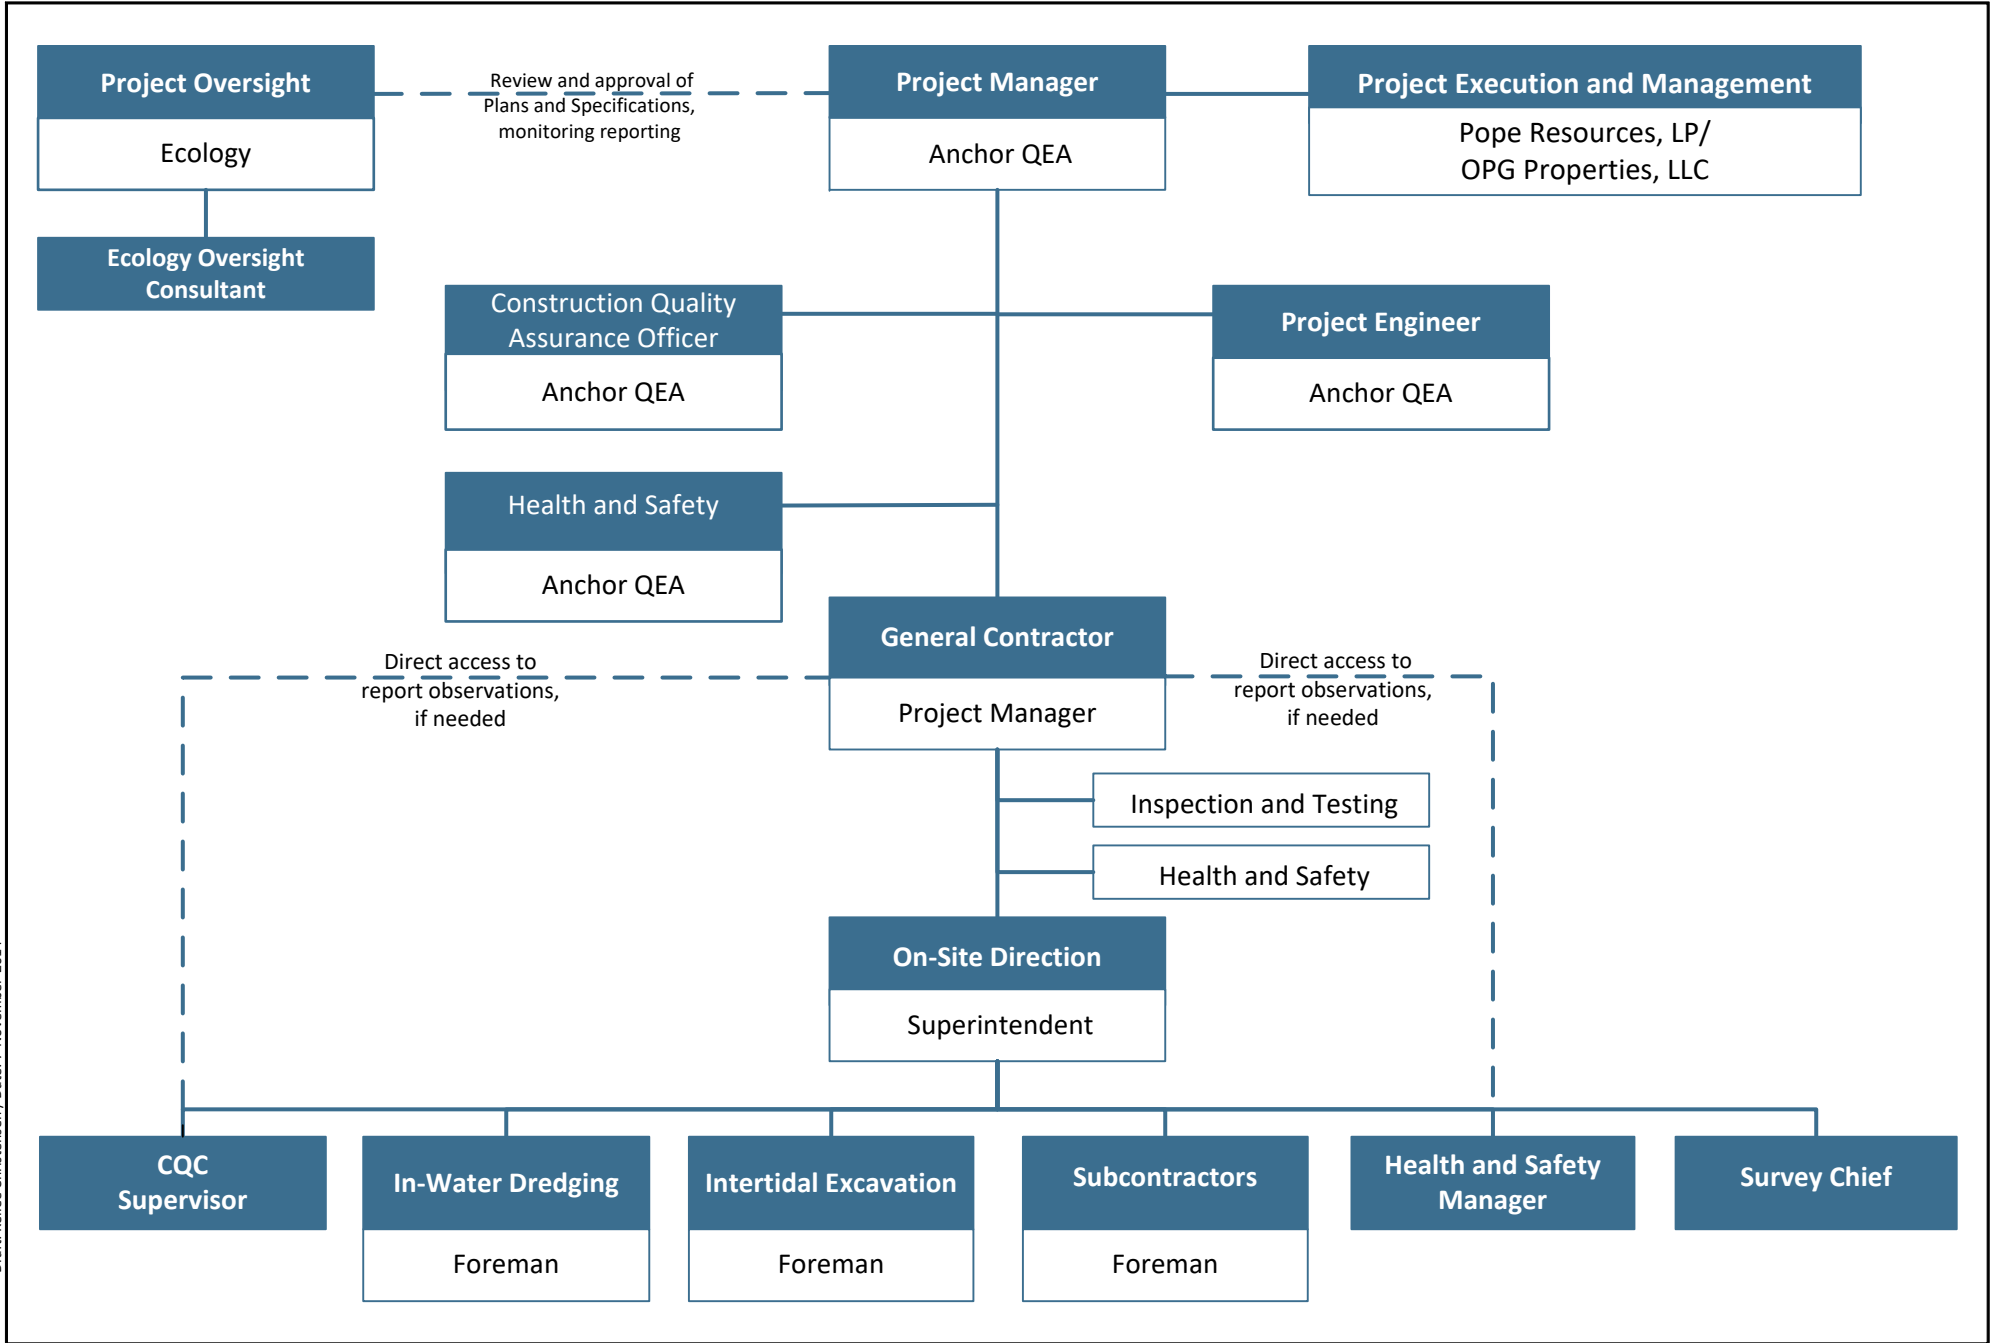 Project Oversight
Ecology
Review and approval of
Plans and Specifications,
monitoring reporting
Project Manager
Anchor QEA
Project Execution and Management
Pope Resources, LP/
OPG Properties, LLC
Ecology Oversight
Consultant
Construction Quality
Assurance Officer
Anchor QEA
Project Engineer
Anchor QEA
Health and Safety
Anchor QEA
General Contractor
Project Manager
Direct access to
report observations,
if needed
Direct access to
report observations,
if needed
Inspection and Testing
Health and Safety
On-Site Direction
Superintendent
CQC
Supervisor
In-Water Dredging
Foreman
Intertidal Excavation
Foreman
Subcontractors
Foreman
Health and Safety
Manager
Survey Chief